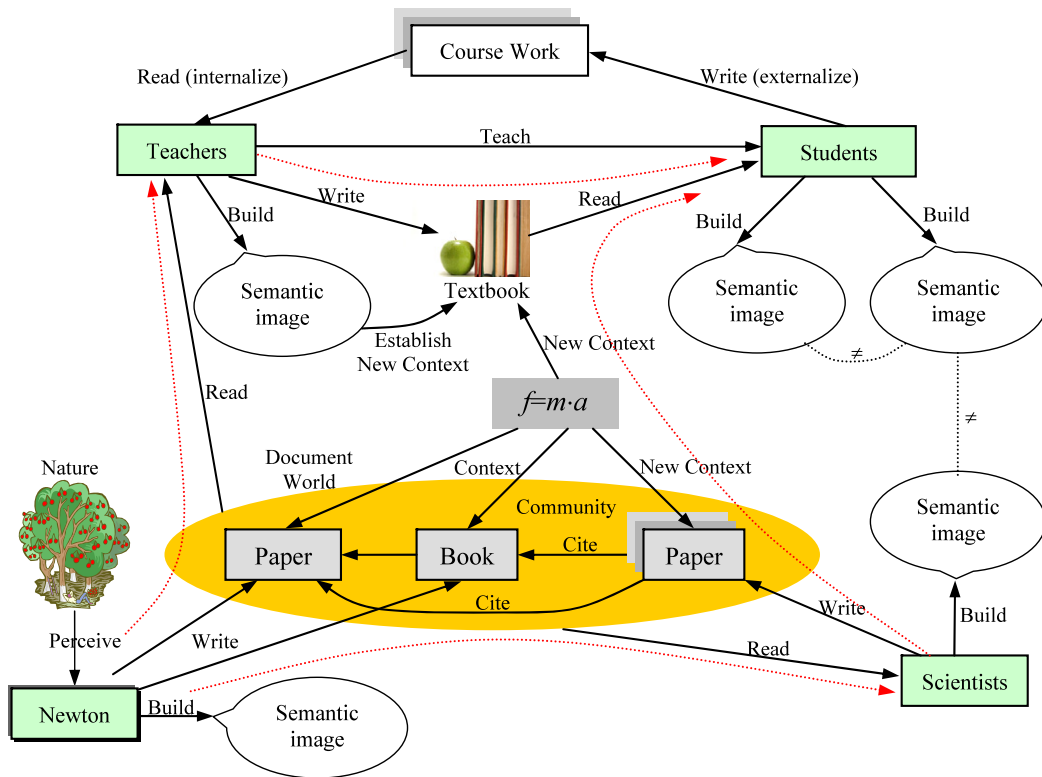 Course Work
Read (internalize)
Write (externalize)
Teachers
Teach
Students
Write
Read
Build
Build
Build
Semantic
image
Textbook
Semantic
image
Semantic
image
Establish
New Context
New Context
≠
Read
f=m·a
≠
Nature
Document
World
Context
New Context
Community
Semantic
image
Paper
Book
Cite
Paper
Cite
Perceive
Write
Write
Build
Read
Newton
Build
Semantic
image
Scientists